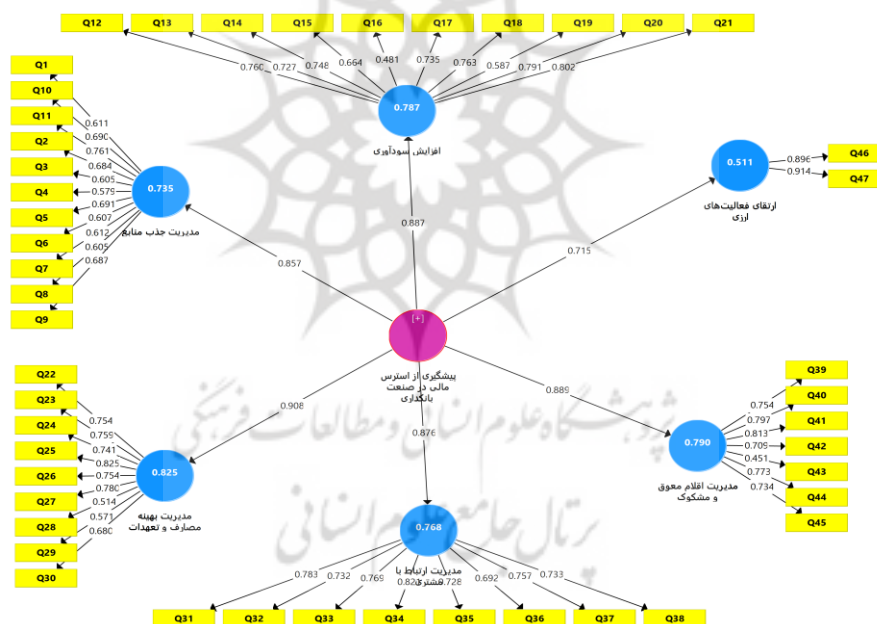 Q12 Q13 Q14 Q15 Q16 Q17 Q18 Q19 Q20 Q21
0.760 0.727 0.748 0.664 0.481 0.735 0.763 0.587 0.791 0.802
0.787
افزایش سودآوری
Q1
Q10
Q11
Q2
Q3
Q4
Q5
Q6
Q7
Q8
Q9
0.611
0.690
0.761
0.684
0.605
0.579
0.691
0.607
0.612
0.605
0.687
0.735
مدیریت جذب منابع
Q46
Q47
0.896
0.914
0.511
ارتقای فعالیت‌های
ارزی
0.887
0.715
0.857
[+]
پیشگیری از استرس
مالی در صنعت
بانکداری
0.908
0.876
0.889
Q22
Q23
Q24
Q25
Q26
Q27
Q28
Q29
Q30
0.754
0.759
0.741
0.825
0.754
0.780
0.514
0.571
0.680
0.825
مدیریت بهینه
مصارف و تعهدات
Q39
Q40
Q41
Q42
Q43
Q44
Q45
0.754
0.797
0.813
0.709
0.451
0.773
0.734
0.790
مدیریت اقلام معوق
و مشکوک
0.768
مدیریت ارتباط با
مشتری
0.783 0.732 0.769 0.728 0.692 0.757 0.733
Q31 Q32 Q33 Q34 Q35 Q36 Q37 Q38
پژوهشگاه علوم انسانی و مطالعات فرهنگی
پرتال جامع علوم انسانی